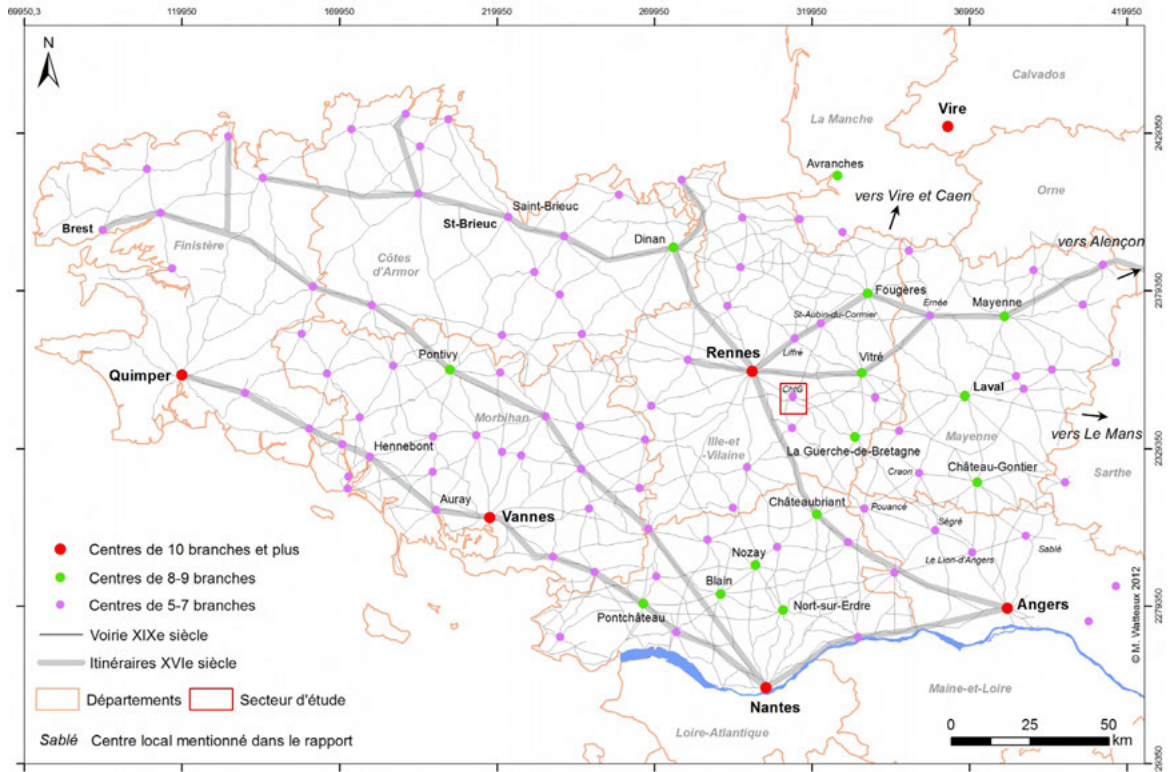 69950,3
119950
169950
219950
269950
319950
369950
419950
N
Calvados
Vire
La Manche
2429350
Avranches
Orne
vers Vire et Caen
Saint-Brieuc
St-Brieuc
Brest
Finistère
Dinan
vers Alençon
Côtes
d'Armor
Fougères
Mayenne
2379350
Ernée
St-Aubin-du-Cormier
Liffré
Rennes
Vitré
Pontivy
Quimper
ChtG
Laval
Morbihan
vers Le Mans
Hennebont
Ille-et
-Vilaine
La Guerche-de-Bretagne
Mayenne
2329350
Craon
Château-Gontier
Sarthe
Auray
Vannes
Châteaubriant
Pouancé
Ségré
Sablé
Le Lion-d'Angers
Nozay
Blain
Nort-sur-Erdre
Pontchâteau
Angers
2279350
Centres de 10 branches et plus
Centres de 8-9 branches
Centres de 5-7 branches
Voirie XIXe siècle
Itinéraires XVIe siècle
Départements
Secteur d'étude
Sablé
Centre local mentionné dans le rapport
Nantes
Loire-Atlantique
Maine-et-Loire
© M. Watteaux 2012
0
25
50
km
29350